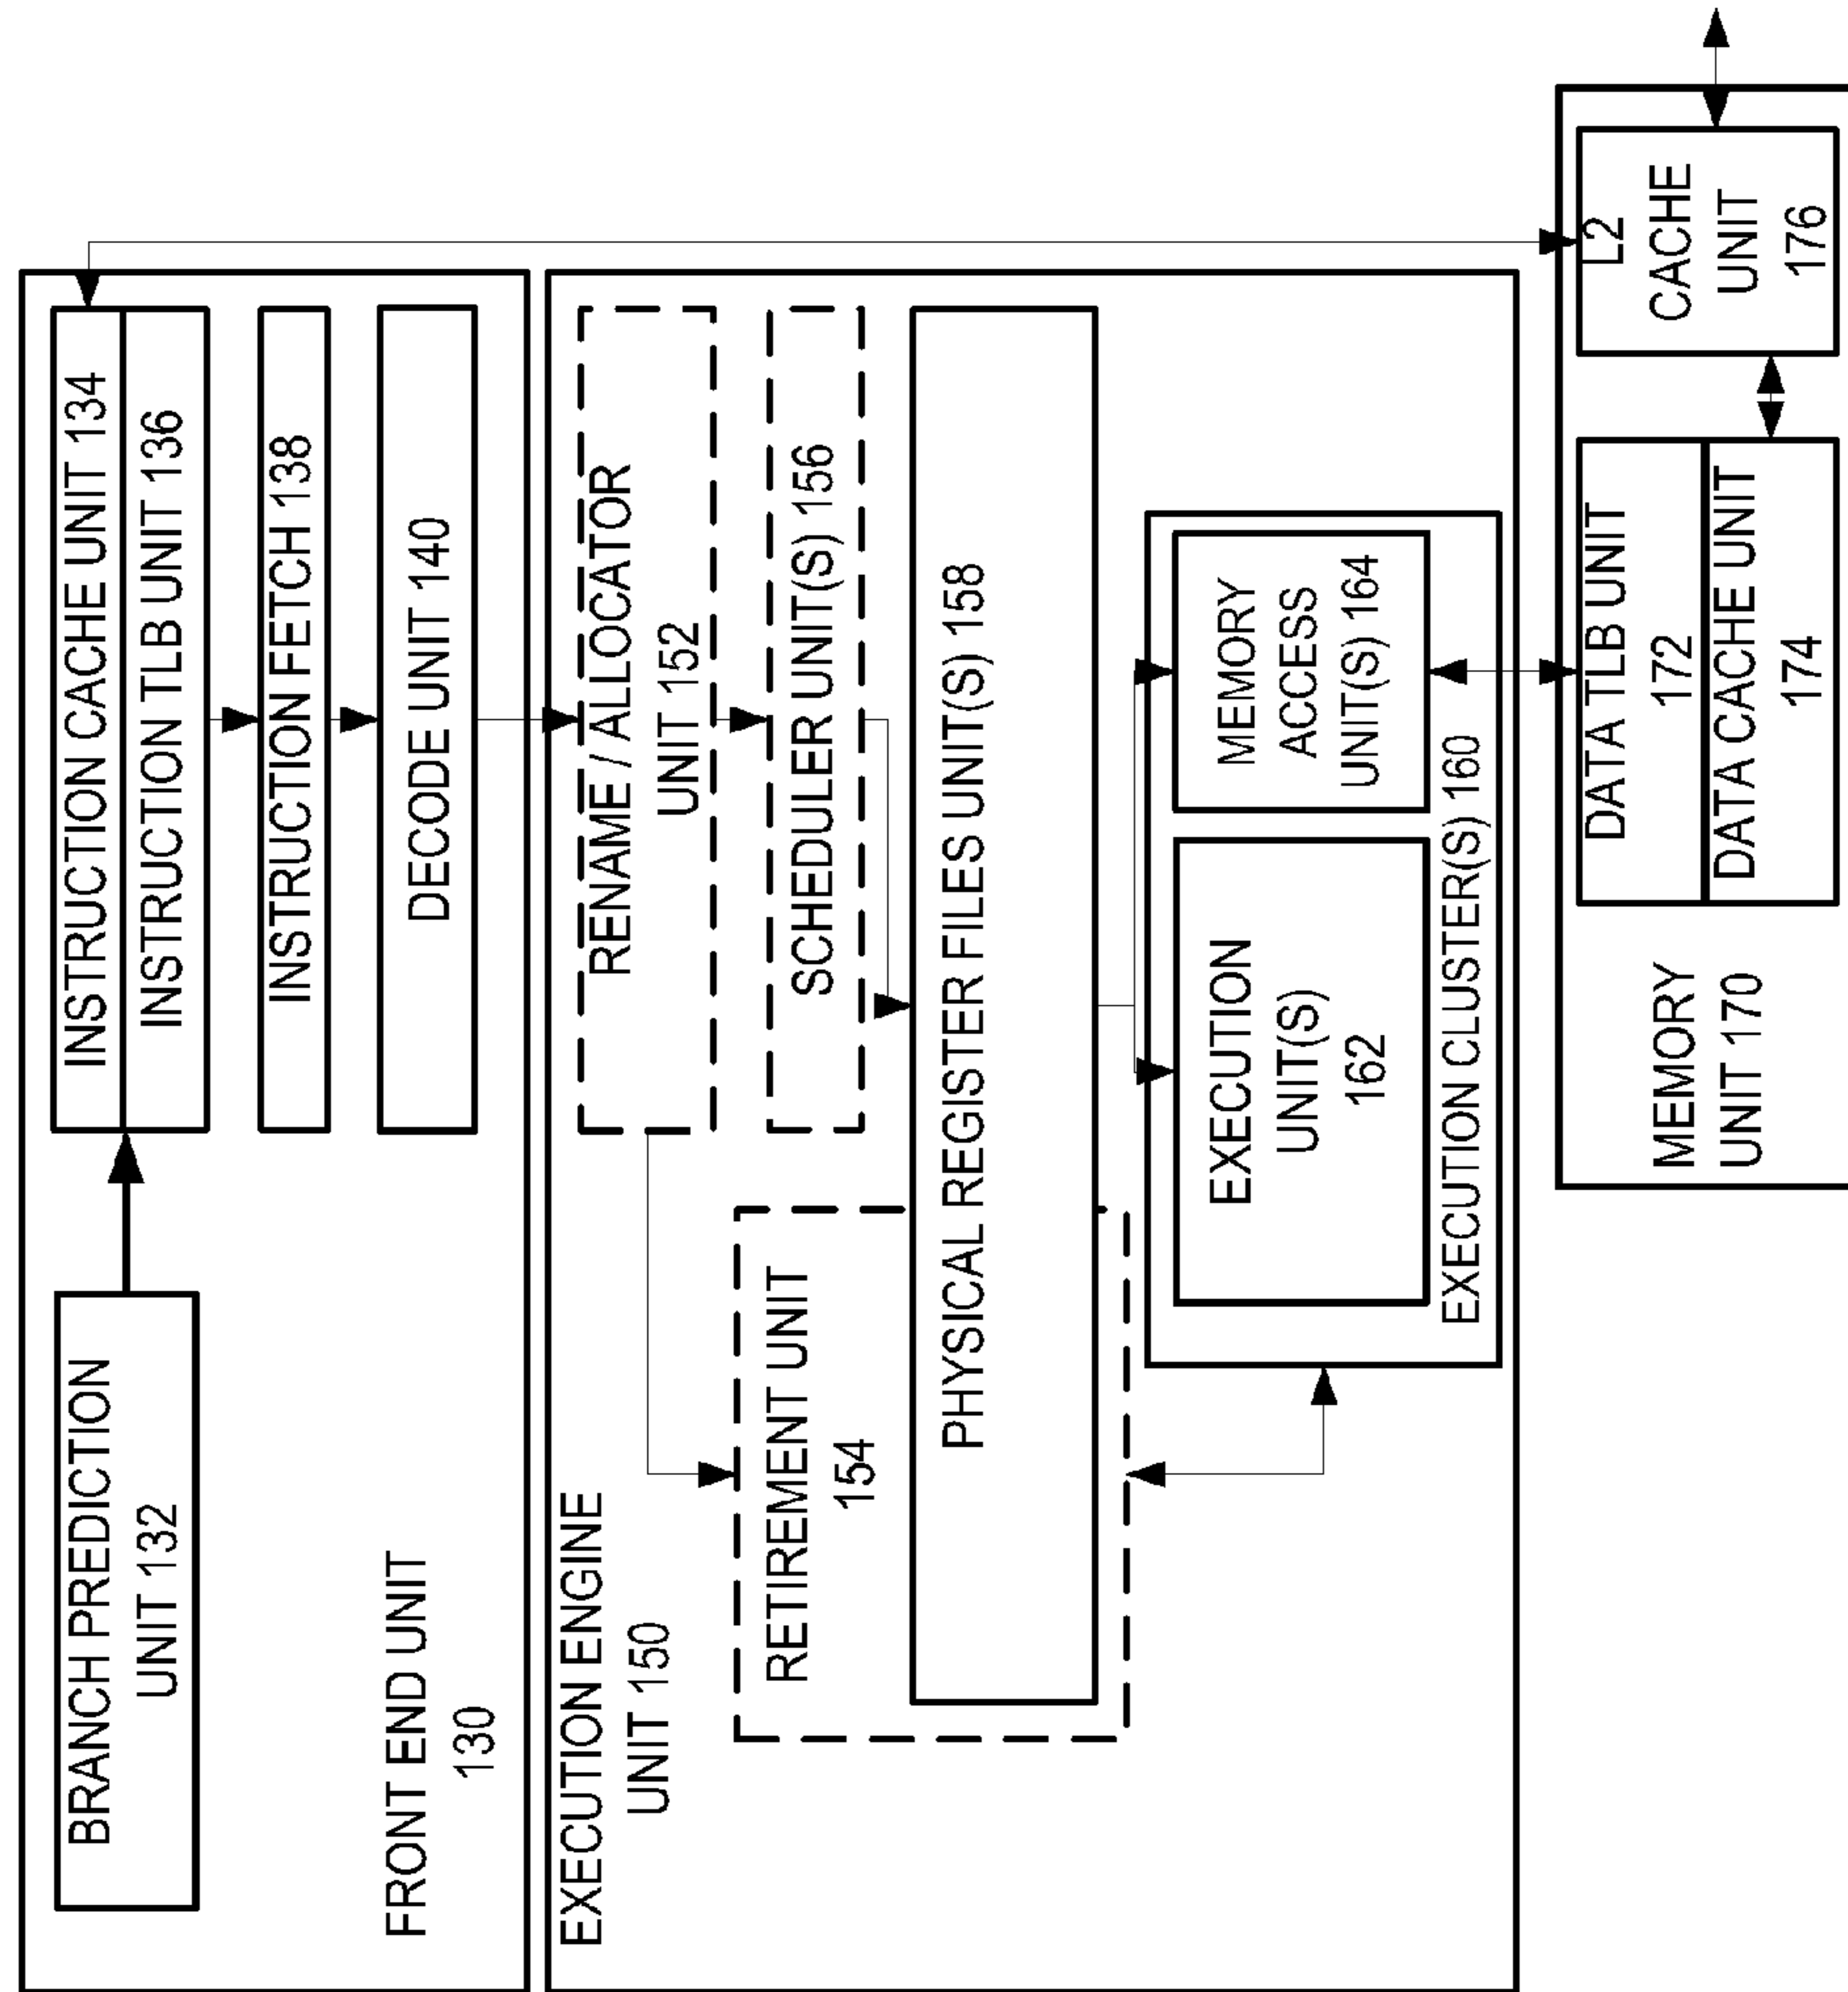 BRANCH PREDICTION
UNIT 132
INSTRUCTION CACHE UNIT 134
INSTRUCTION TLB UNIT 136
INSTRUCTION FETCH 138
DECODE UNIT 140
FRONT END UNIT
130
EXECUTION ENGINE
UNIT 150
RENAME / ALLOCATOR
UNIT 152
RETIREMENT UNIT
154
SCHEDULER UNIT(S) 156
PHYSICAL REGISTER FILES UNIT(S) 158
EXECUTION
UNIT(S)
162
MEMORY
ACCESS
UNIT(S) 164
EXECUTION CLUSTER(S) 160
MEMORY
UNIT 170
DATA TLB UNIT
172
DATA CACHE UNIT
174
L2
CACHE
UNIT
176